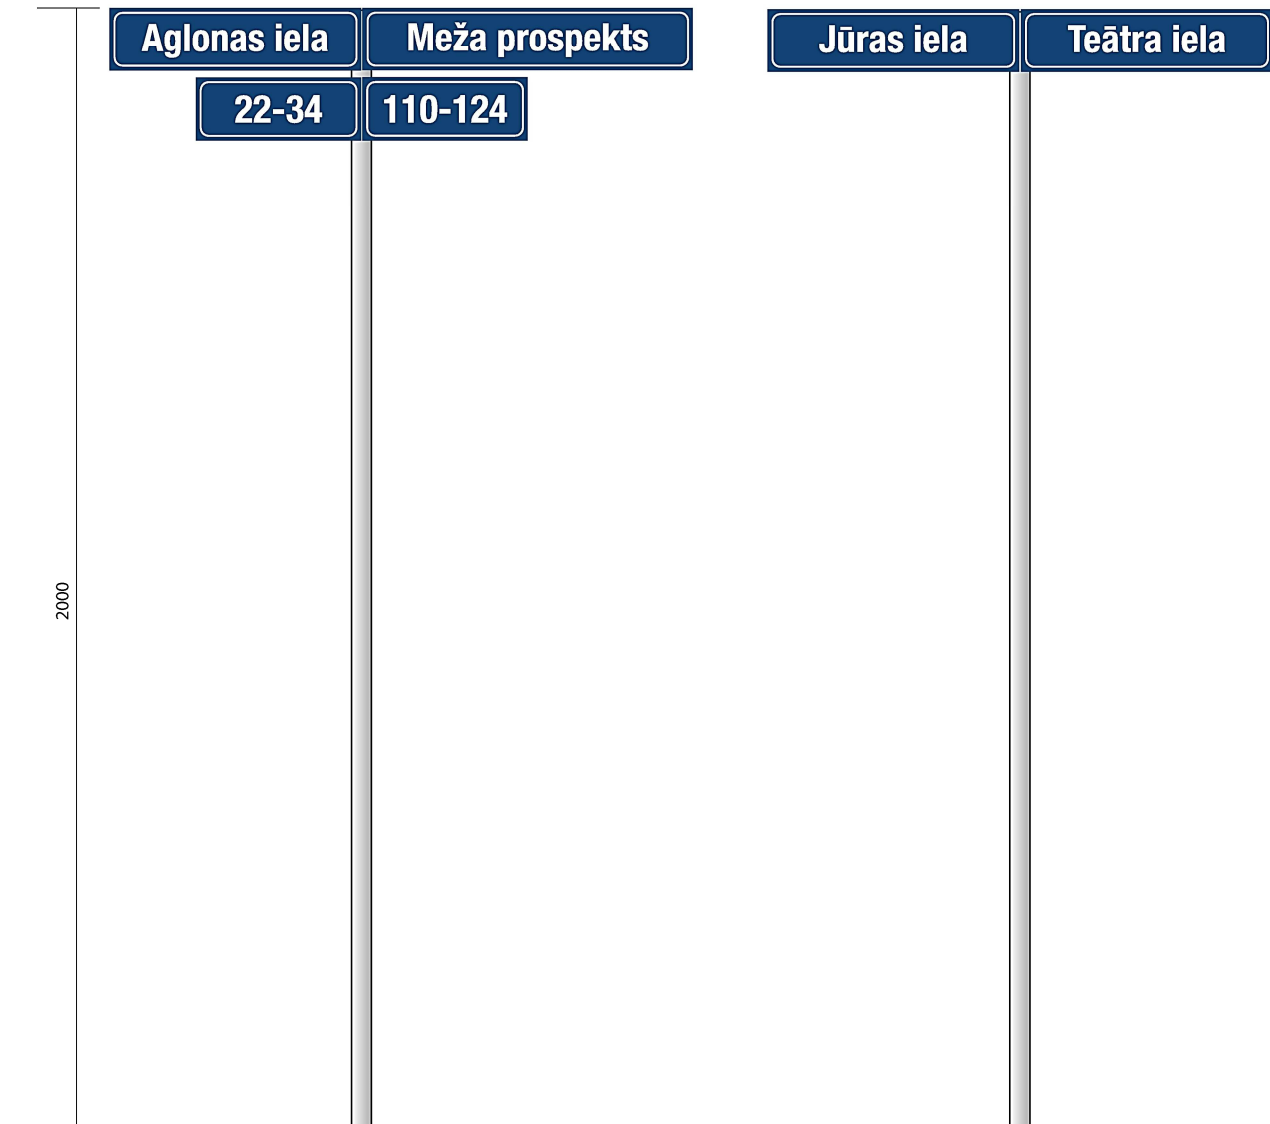 Aglonas iela
Meža prospekts
22-34
110-124
Jūras iela
Teātra iela
2000